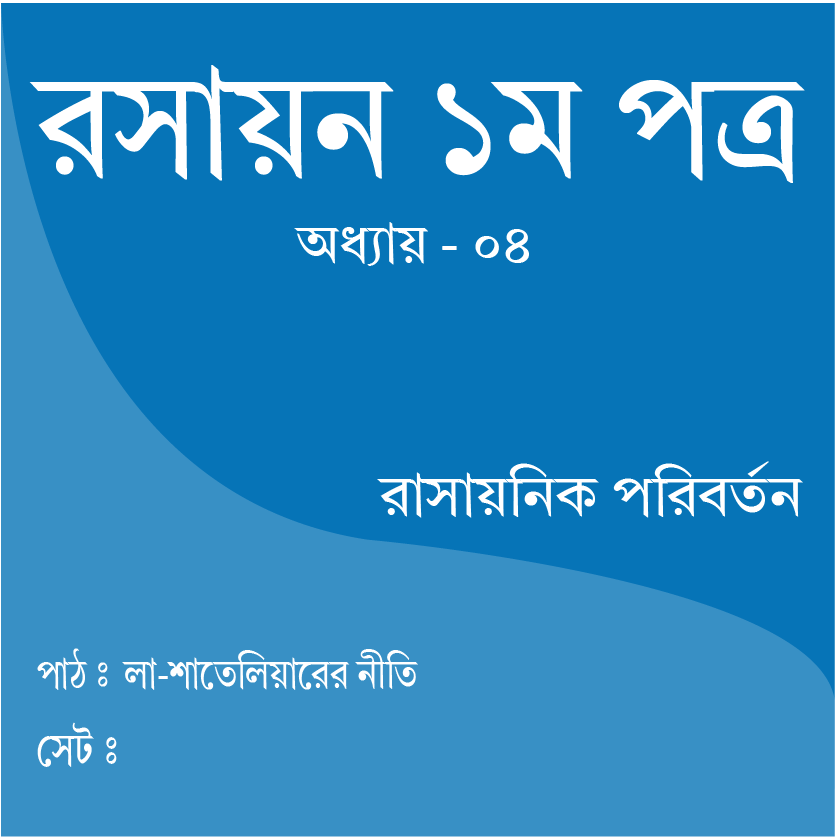 রসায়ন ১ম পত্র
অধ্যায় - ০৪
রাসায়নিক পরিবর্তন
পাঠ ঃ লা-শাতেলিয়ারের নীতি
সেট ঃ